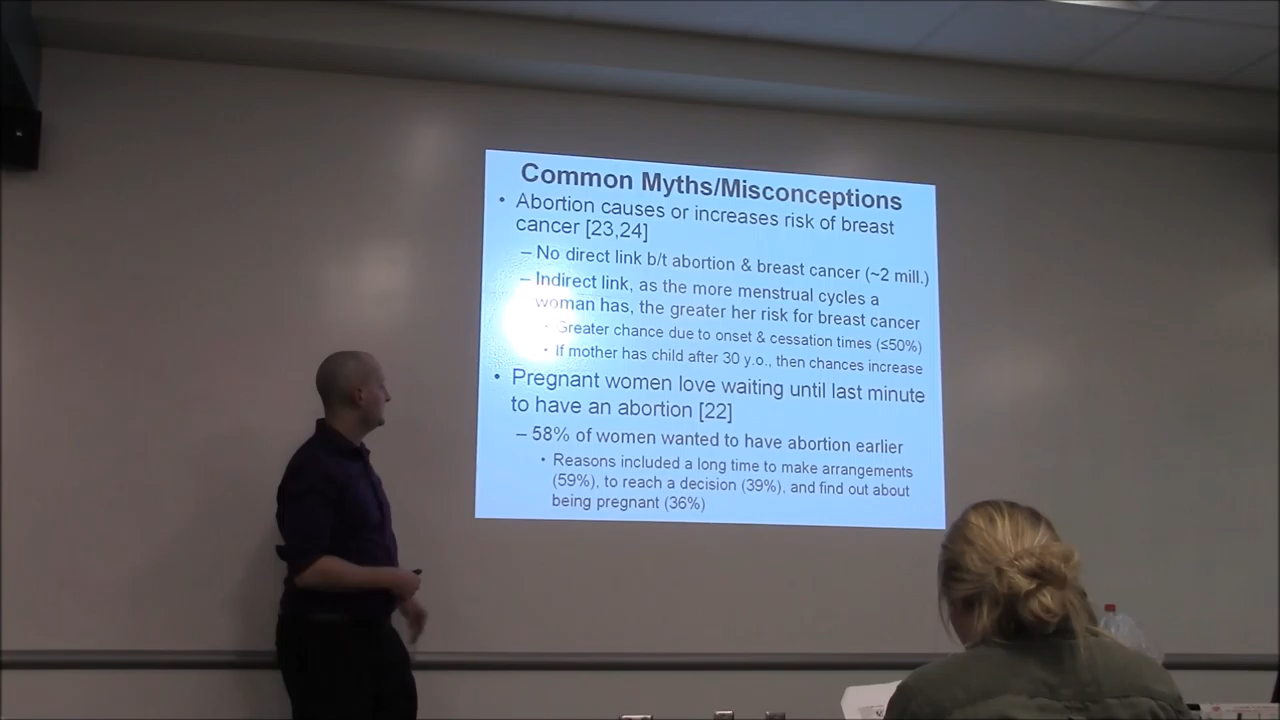 Common Myths/Misconceptions
• Abortion causes or increases risk of breast
cancer [23,24]
– No direct link b/t abortion & breast cancer (~2 mill.)
– Indirect link, as the more menstrual cycles a
woman has, the greater her risk for breast cancer
• Greater chance due to onset & cessation times (≤50%)
• If mother has child after 30 y.o., then chances increase
• Pregnant women love waiting until last minute
to have an abortion [22]
– 58% of women wanted to have abortion earlier
• Reasons included a long time to make arrangements
(59%), to reach a decision (39%), and find out about
being pregnant (36%)